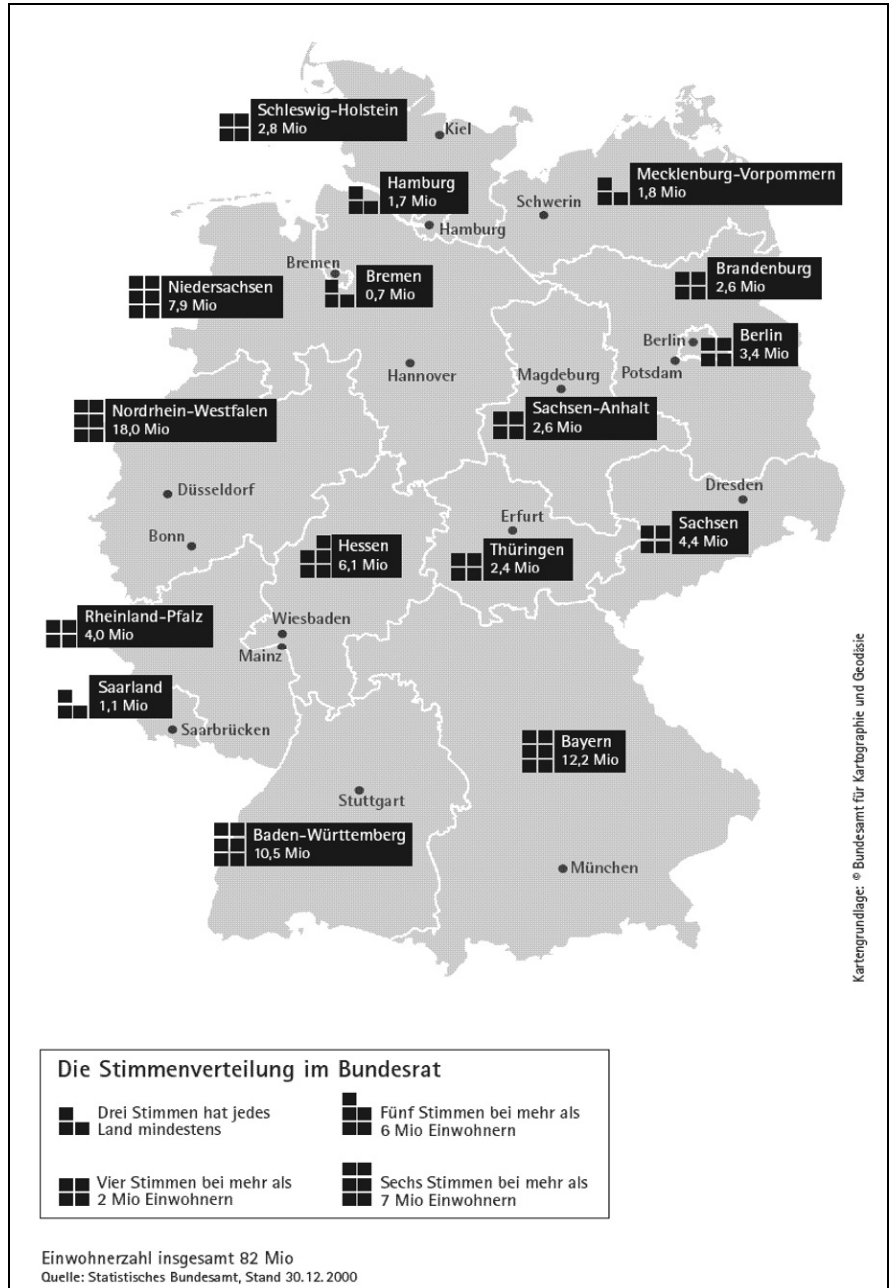 Schleswig-Holstein
2,8 Mio
Kiel
Hamburg
1,7 Mio
Hamburg
Mecklenburg-Vorpommern
1,8 Mio
Schwerin
Bremen
Bremen
0,7 Mio
Niedersachsen
7,9 Mio
Brandenburg
2,6 Mio
Berlin
Berlin
3,4 Mio
Potsdam
Hannover
Magdeburg
Sachsen-Anhalt
2,6 Mio
Nordrhein-Westfalen
18,0 Mio
Düsseldorf
Bonn
Dresden
Sachsen
4,4 Mio
Erfurt
Thüringen
2,4 Mio
Hessen
6,1 Mio
Rheinland-Pfalz
4,0 Mio
Wiesbaden
Mainz
Saarland
1,1 Mio
Saarbrücken
Bayern
12,2 Mio
Stuttgart
Baden-Württemberg
10,5 Mio
München
Kartengrundlage: © Bundesamt für Kartographie und Geodäsie
Die Stimmenverteilung im Bundesrat
Drei Stimmen hat jedes
Land mindestens
Fünf Stimmen bei mehr als
6 Mio Einwohnern
Vier Stimmen bei mehr als
2 Mio Einwohnern
Sechs Stimmen bei mehr als
7 Mio Einwohnern
Einwohnerzahl insgesamt 82 Mio
Quelle: Statistisches Bundesamt, Stand 30.12.2000